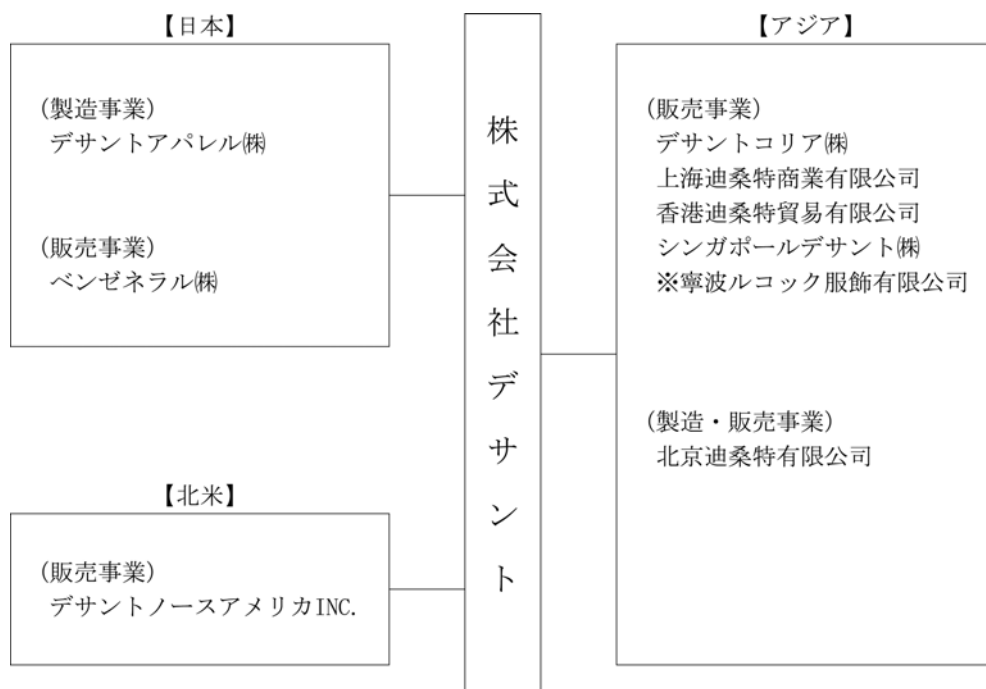 【日本】
(製造事業)
デサントアパレル㈱
(販売事業)
ベンゼネラル㈱
【北米】
(販売事業)
デサントノースアメリカINC.
株式会社デサント
【アジア】
(販売事業)
デサントコリア㈱
上海迪桑特商業有限公司
香港迪桑特貿易有限公司
シンガポールデサント㈱
※寧波ルコック服飾有限公司
(製造・販売事業)
北京迪桑特有限公司